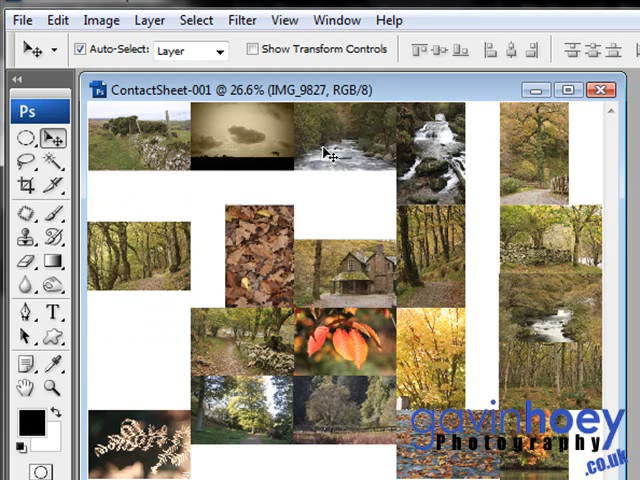 File Edit Image Layer Select Filter View Window Help
Auto-Select: Layer Show Transform Controls
Ps ContactSheet-001 @ 26.6% (IMG_9827, RGB/8)
Ps
T
gavinhoey
Photography
.co.uk